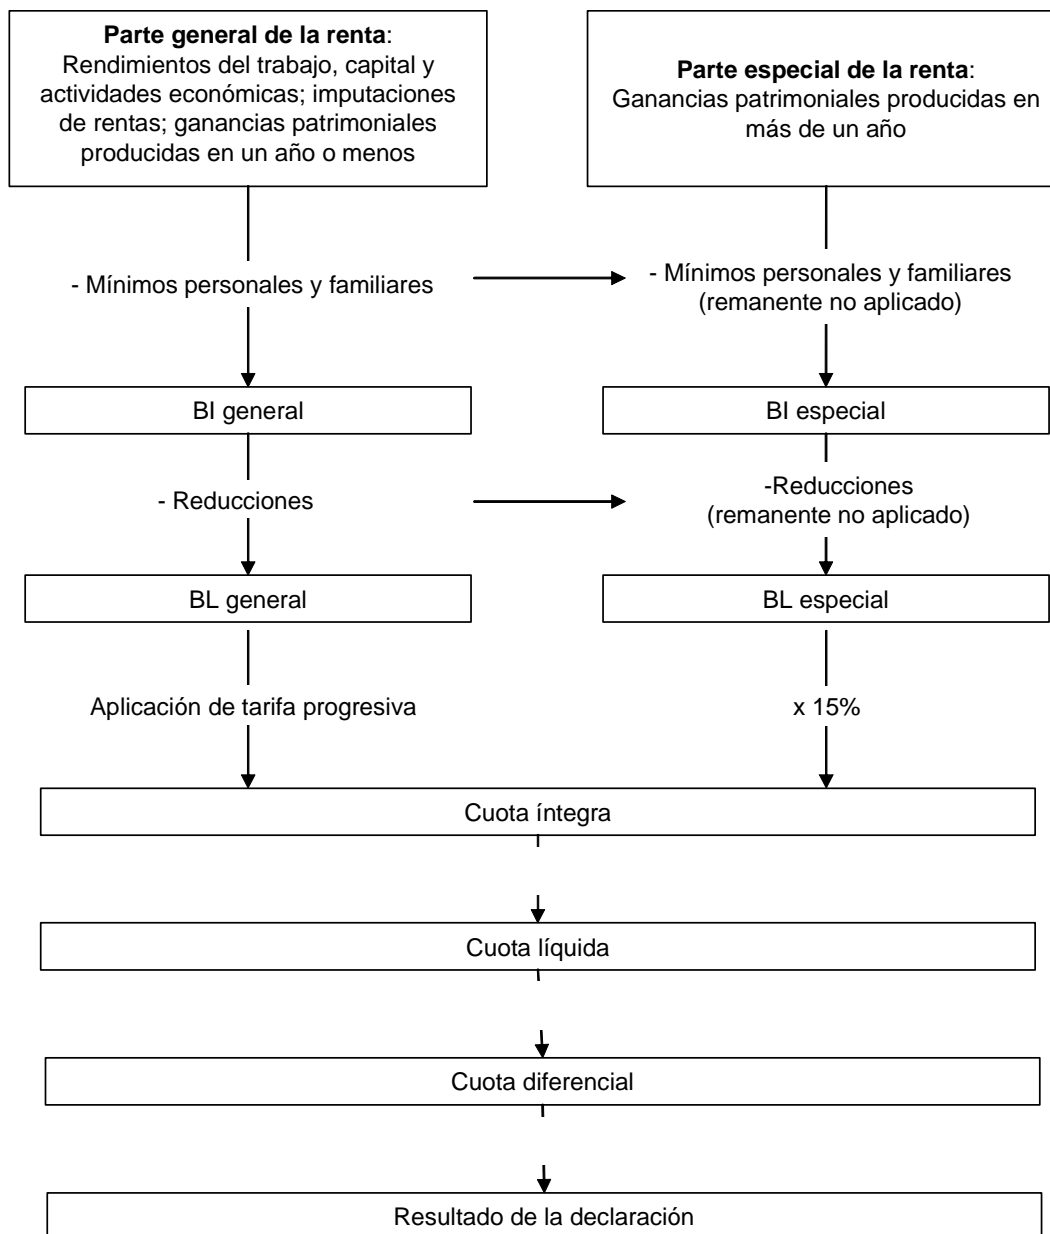 Parte general de la renta:
Rendimientos del trabajo, capital y
actividades económicas; imputaciones
de rentas; ganancias patrimoniales
producidas en un año o menos
Parte especial de la renta:
Ganancias patrimoniales producidas en
más de un año
- Mínimos personales y familiares
- Mínimos personales y familiares
(remanente no aplicado)
BI general
BI especial
- Reducciones
-Reducciones
(remanente no aplicado)
BL general
BL especial
Aplicación de tarifa progresiva
x 15%
Cuota íntegra
Cuota líquida
Cuota diferencial
Resultado de la declaración